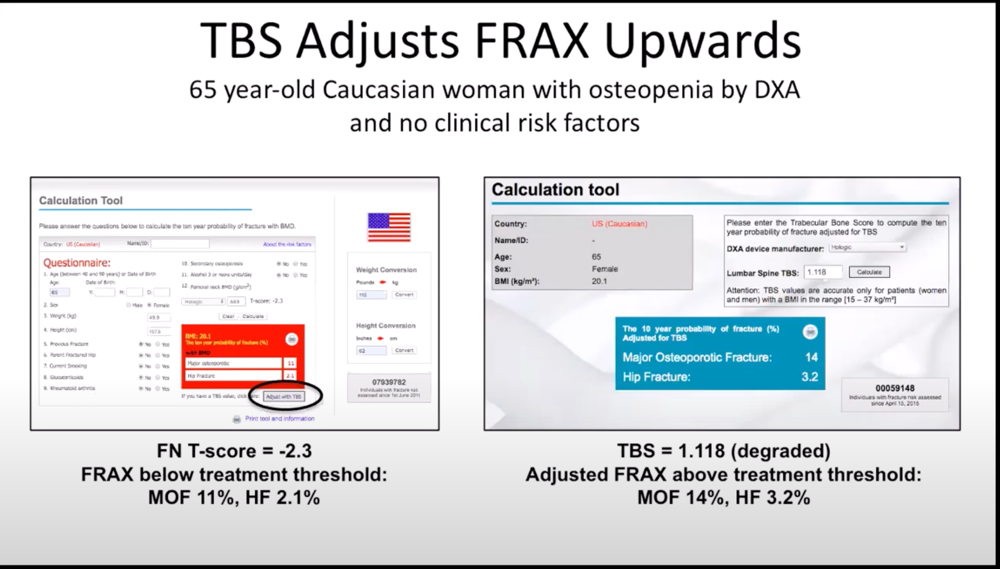 TBS Adjusts FRAX Upwards
65 year-old Caucasian woman with osteopenia by DXA
and no clinical risk factors
Calculation Tool
Please answer the questions below to calculate the ten year probability of fracture with BMD.
Country: US (Caucasian)
Name/ID:
About the risk factors
Questionnaire:
1. Age (between 40 and 90 years) or Date of Birth
Age:
Date of Birth:
65
Y:
M:
D:
2. Sex
Male
Female
3. Weight (kg)
49.9
4. Height (cm)
157.5
5. Previous Fracture
No
Yes
6. Parent Fractured Hip
No
Yes
7. Current Smoking
No
Yes
8. Glucocorticoids
No
Yes
9. Rheumatoid arthritis
No
Yes
10. Secondary osteoporosis
No
Yes
11. Alcohol 3 or more units/day
No
Yes
12. Femoral neck BMD (g/cm²)
Hologic
.583
T-score: -2.3
Clear
Calculate
BMI: 20.1
The ten year probability of fracture (%)
with BMD
Major osteoporotic
11
Hip Fracture
2.1
If you have a TBS value, click here:
Adjust with TBS
Print tool and information
Weight Conversion
Pounds
kg
110
Convert
Height Conversion
Inches
cm
62
Convert
07939782
Individuals with fracture risk
assessed since 1st June 2011
FN T-score = -2.3
FRAX below treatment threshold:
MOF 11%, HF 2.1%
Calculation tool
Country:
US (Caucasian)
Name/ID:
-
Age:
65
Sex:
Female
BMI (kg/m²):
20.1
Please enter the Trabecular Bone Score to compute the ten
year probability of fracture adjusted for TBS
DXA device manufacturer:
Hologic
Lumbar Spine TBS:
1.118
Calculate
Attention: TBS values are accurate only for patients (women
and men) with a BMI in the range [15 – 37 kg/m²]
The 10 year probability of fracture (%)
Adjusted for TBS
Major Osteoporotic Fracture:
14
Hip Fracture:
3.2
00059148
Individuals with fracture risk assessed
since April 15, 2015
TBS = 1.118 (degraded)
Adjusted FRAX above treatment threshold:
MOF 14%, HF 3.2%